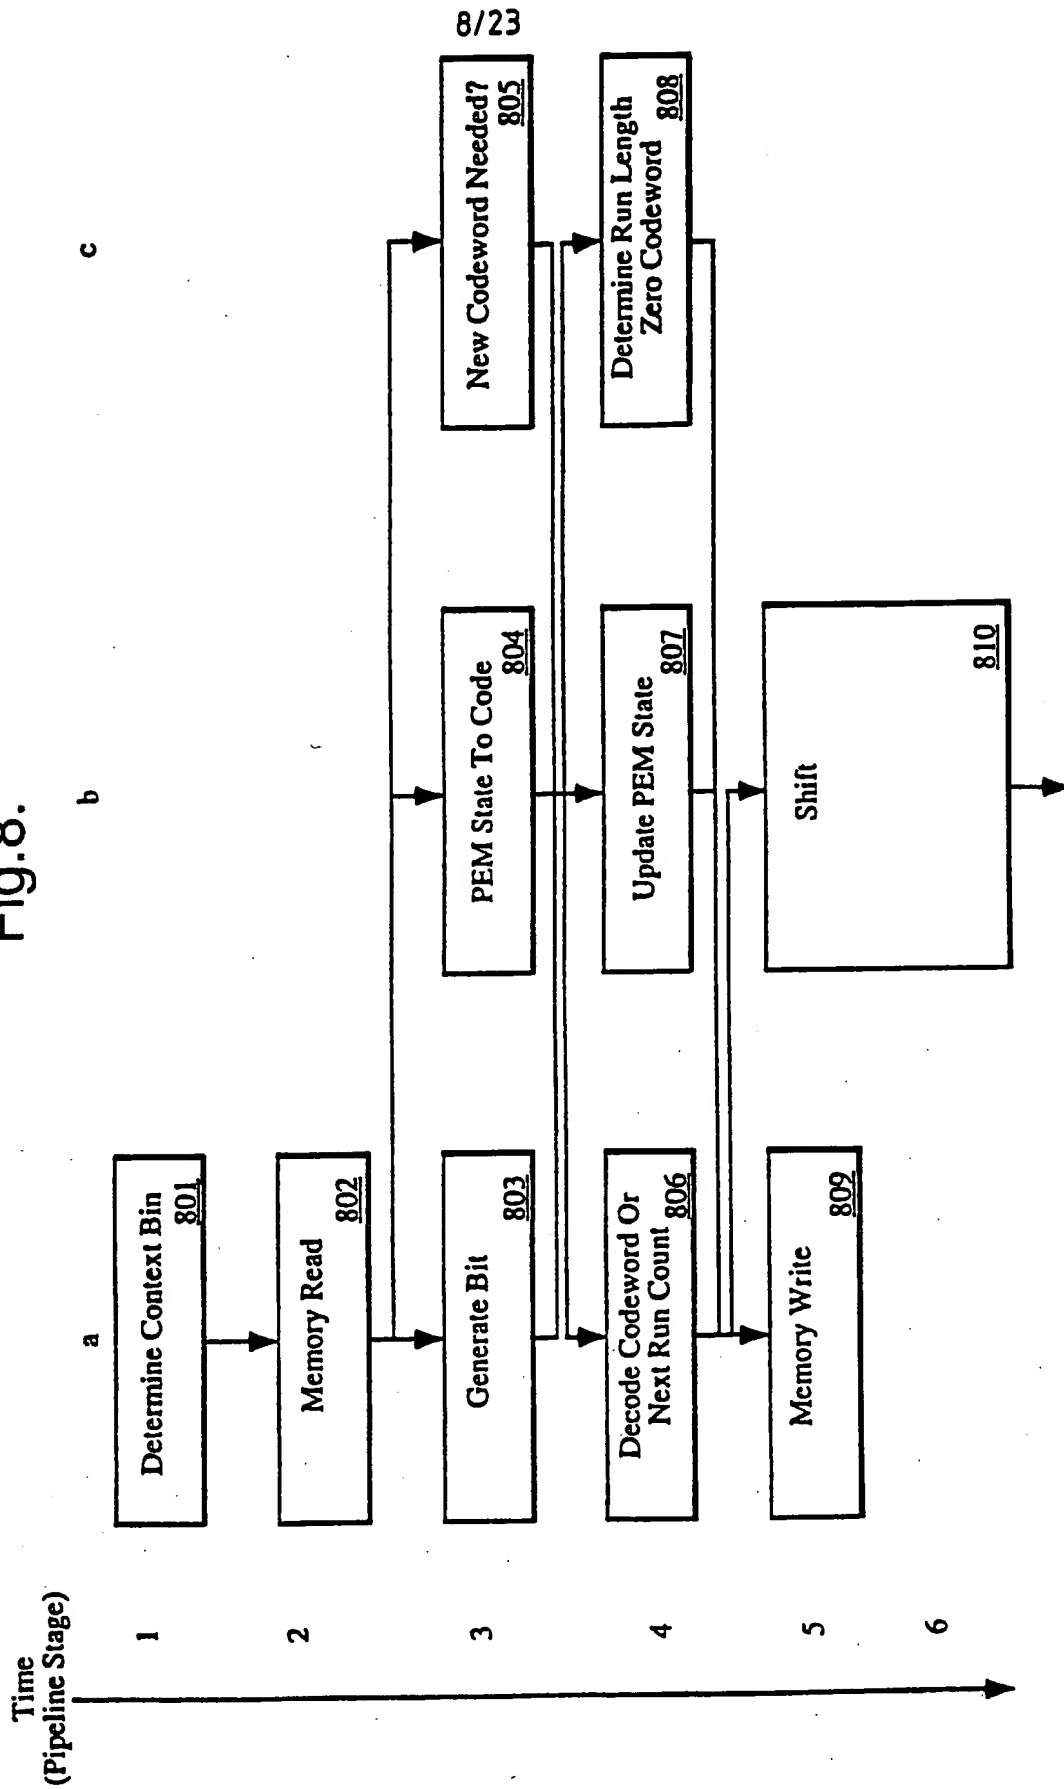 8/23
Fig.8.
Time
(Pipeline Stage)
a
b
c
1
Determine Context Bin
801
2
Memory Read
802
3
Generate Bit
803
PEM State To Code
804
New Codeword Needed?
805
4
Decode Codeword Or
Next Run Count
806
Update PEM State
807
Determine Run Length
Zero Codeword
808
5
Memory Write
809
Shift
810
6